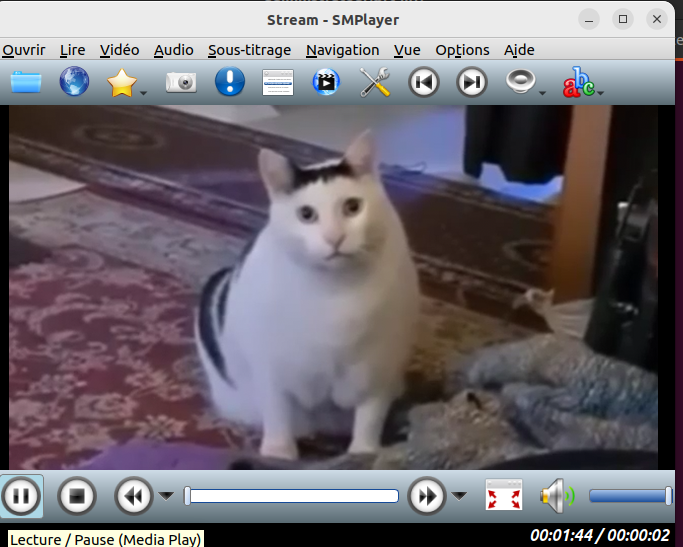 Stream - SMPlayer
Ouvrir Lire Vidéo Audio Sous-titrage Navigation Vue Options Aide
abc
Lecture / Pause (Media Play)
00:01:44 / 00:00:02